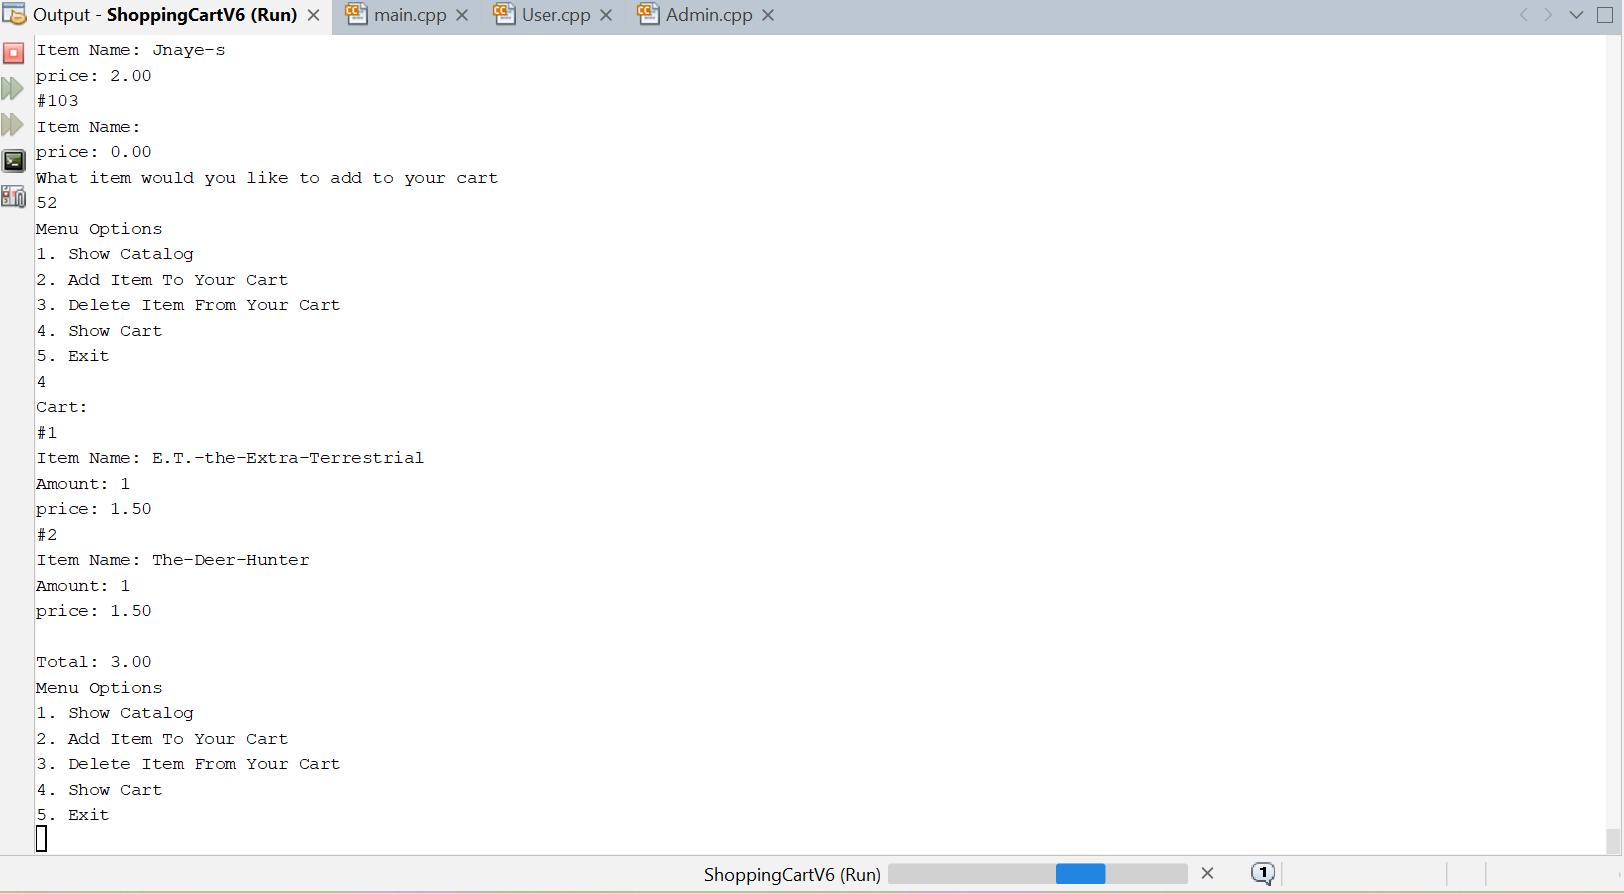 Output - ShoppingCartV6 (Run) main.cpp User.cpp Admin.cpp
Item Name: Jnaye-s
price: 2.00
#103
Item Name:
price: 0.00
What item would you like to add to your cart
52
Menu Options
1. Show Catalog
2. Add Item To Your Cart
3. Delete Item From Your Cart
4. Show Cart
5. Exit
4
Cart:
#1
Item Name: E.T.-the-Extra-Terrestrial
Amount: 1
price: 1.50
#2
Item Name: The-Deer-Hunter
Amount: 1
price: 1.50
Total: 3.00
Menu Options
1. Show Catalog
2. Add Item To Your Cart
3. Delete Item From Your Cart
4. Show Cart
5. Exit
ShoppingCartV6 (Run) 1